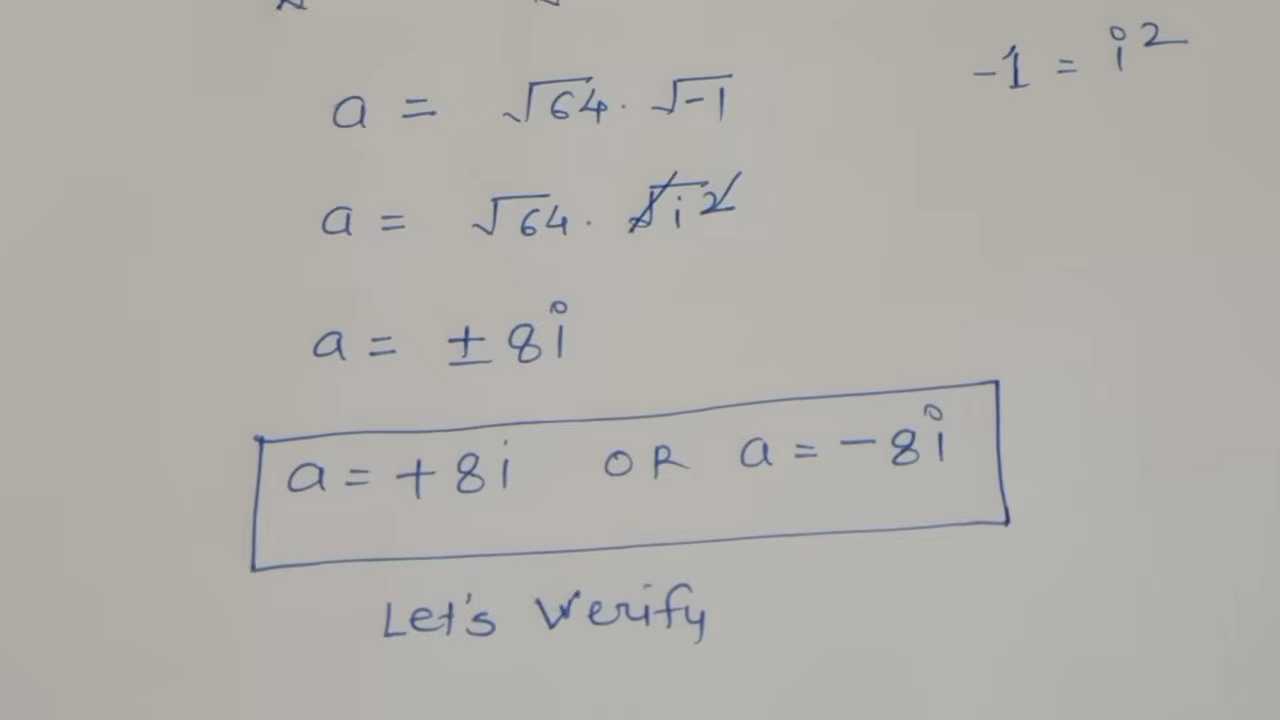 a = √64 · √-1
-1 = i²
a = √64 · √i²
a = ± 8i
a = + 8i OR a = - 8i
Let's Verify